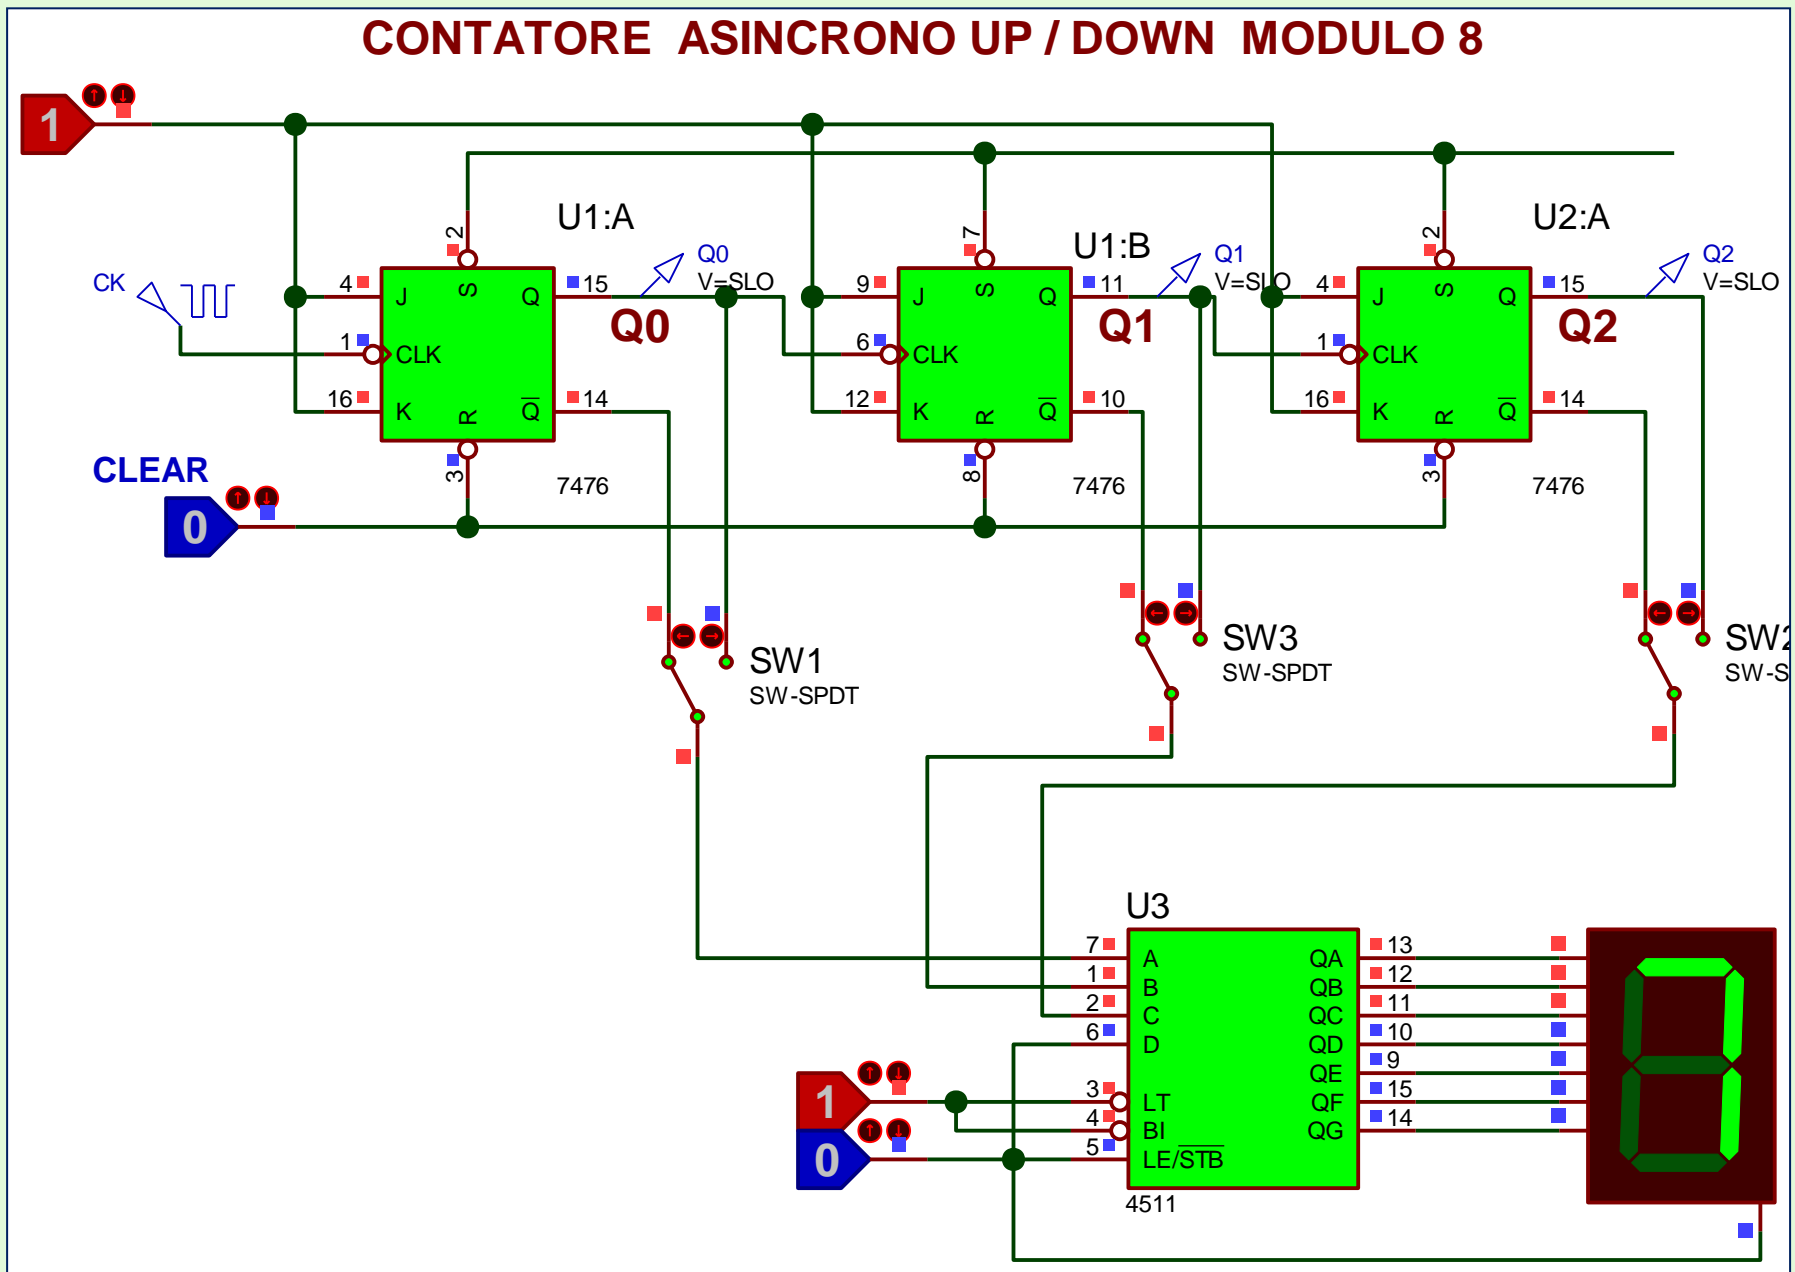 CONTATORE ASINCRONO UP / DOWN MODULO 8
1
U1:A
U1:B
U2:A
CK
Q0
V=SLO
Q1
V=SLO
Q2
V=SLO
2
4 J S Q 15
Q0
1 CLK
16 K R Q 14
3
7476
7
9 J S Q 11
Q1
6 CLK
12 K R Q 10
8
7476
2
4 J S Q 15
Q2
1 CLK
16 K R Q 14
3
7476
CLEAR
0
SW1
SW-SPDT
SW3
SW-SPDT
SW2
SW-S
U3
7 A QA 13
1 B QB 12
2 C QC 11
6 D QD 10
QE 9
1
3 LT QF 15
4 BI QG 14
0
5 LE/STB
4511
7